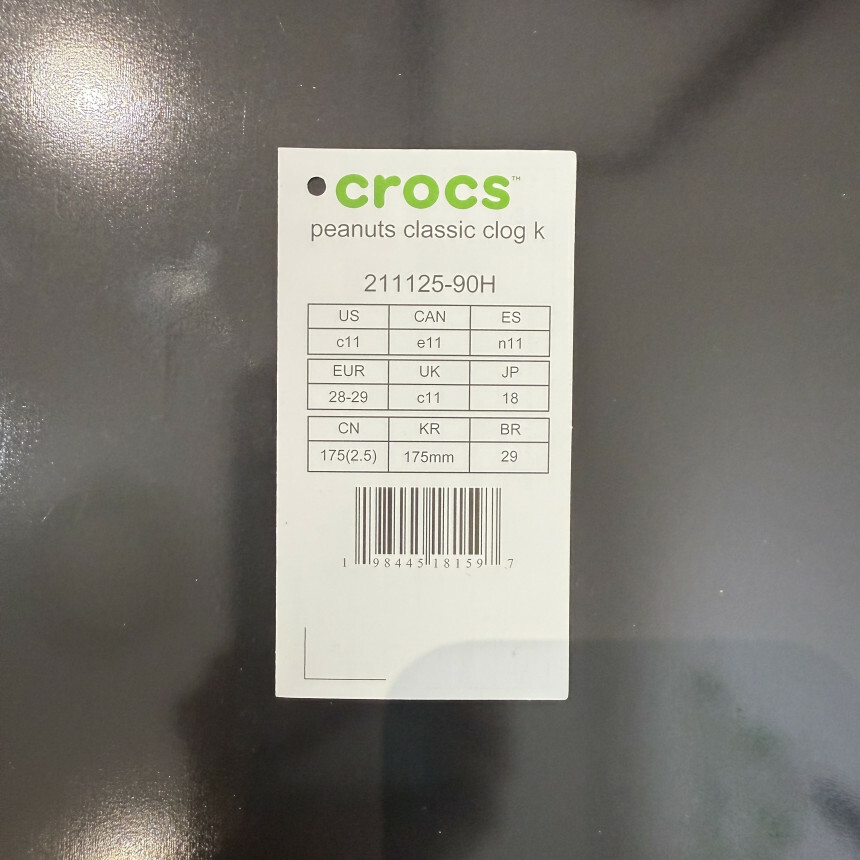 crocs™
peanuts classic clog k
211125-90H
US CAN ES
c11 e11 n11
EUR UK JP
28-29 c11 18
CN KR BR
175(2.5) 175mm 29
1 98445 18159 7